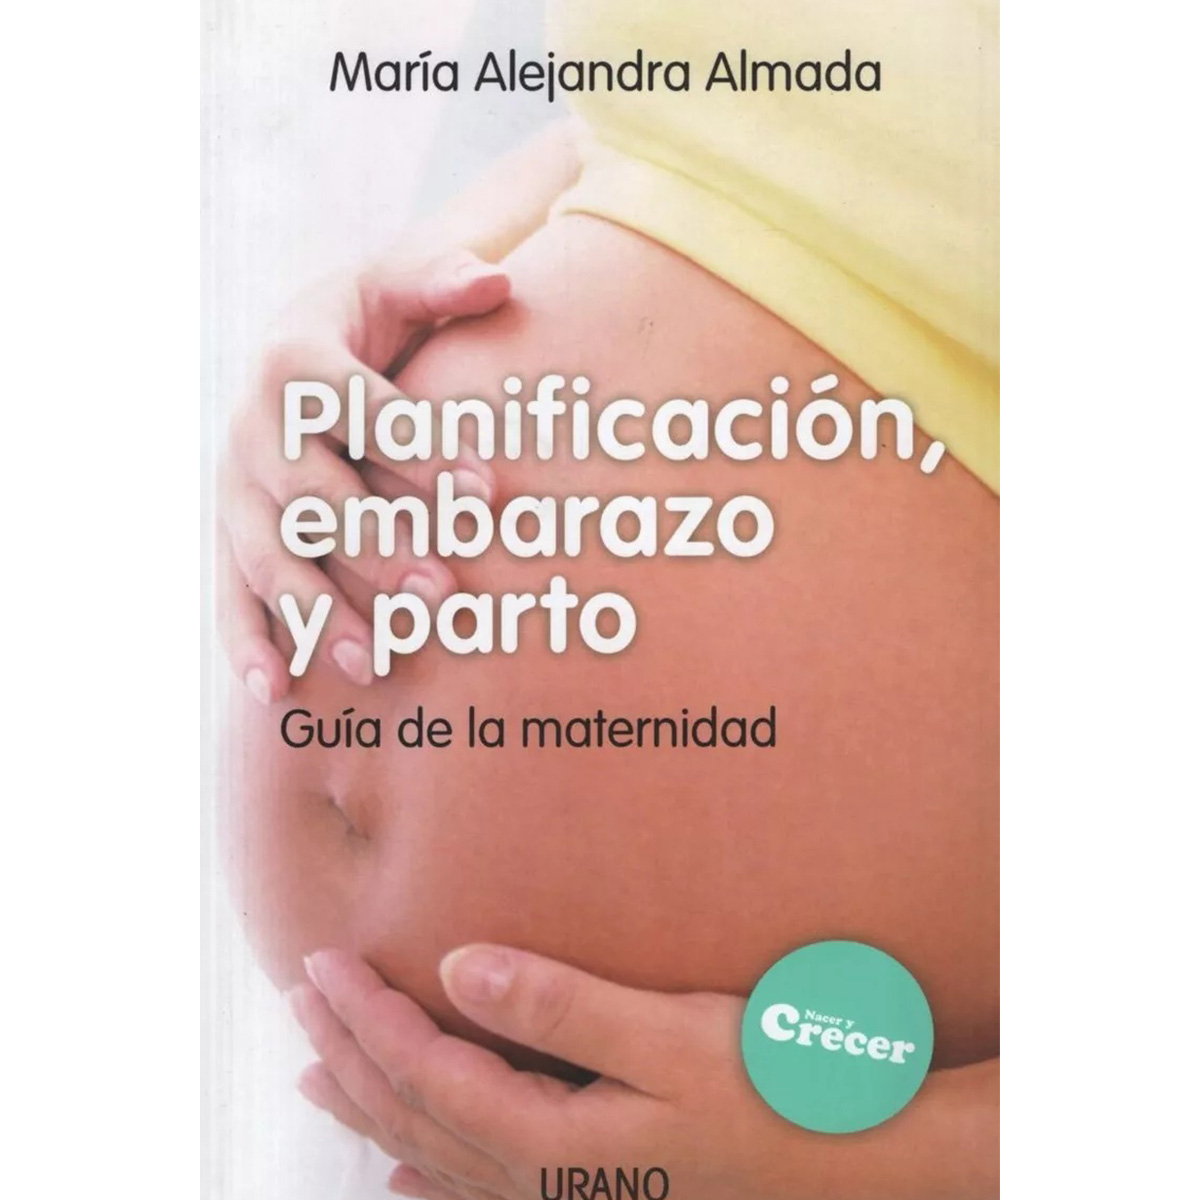 María Alejandra Almada
Planificación,
embarazo
y parto
Guía de la maternidad
Nacer y
Crecer
URANO